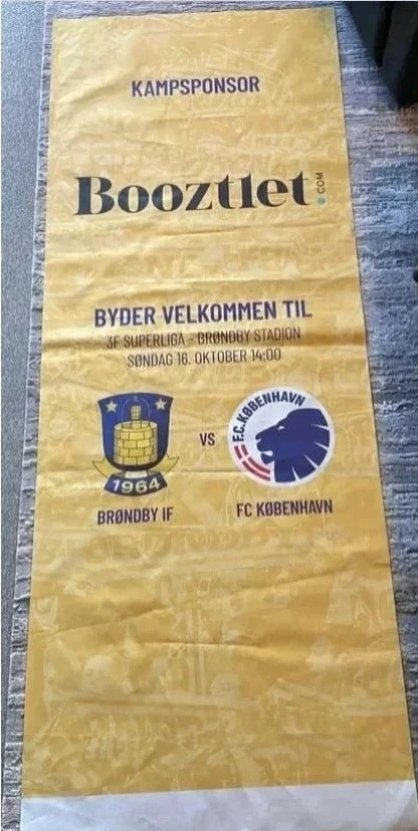 KAMPSPONSOR
Booztlet.COM
BYDER VELKOMMEN TIL
3F SUPERLIGA - BRØNDBY STADION
SØNDAG 16. OKTOBER 14:00
1964
F.C.KØBENHAVN
VS
BRØNDBY IF
FC KØBENHAVN